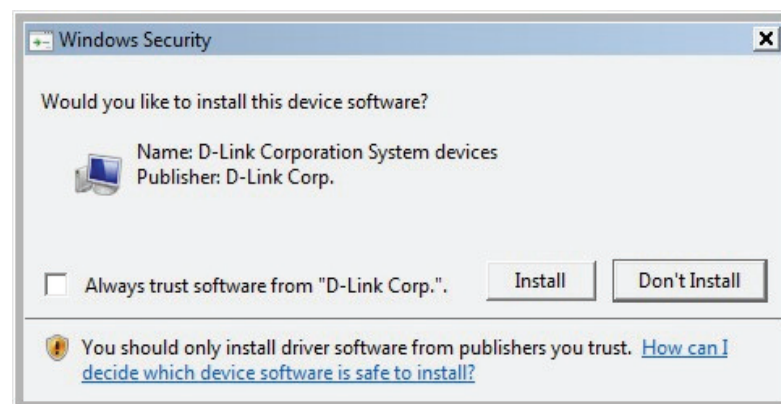 Windows Security
Would you like to install this device software?
Name: D-Link Corporation System devices
Publisher: D-Link Corp.
Always trust software from "D-Link Corp.".
Install
Don't Install
You should only install driver software from publishers you trust. How can I
decide which device software is safe to install?